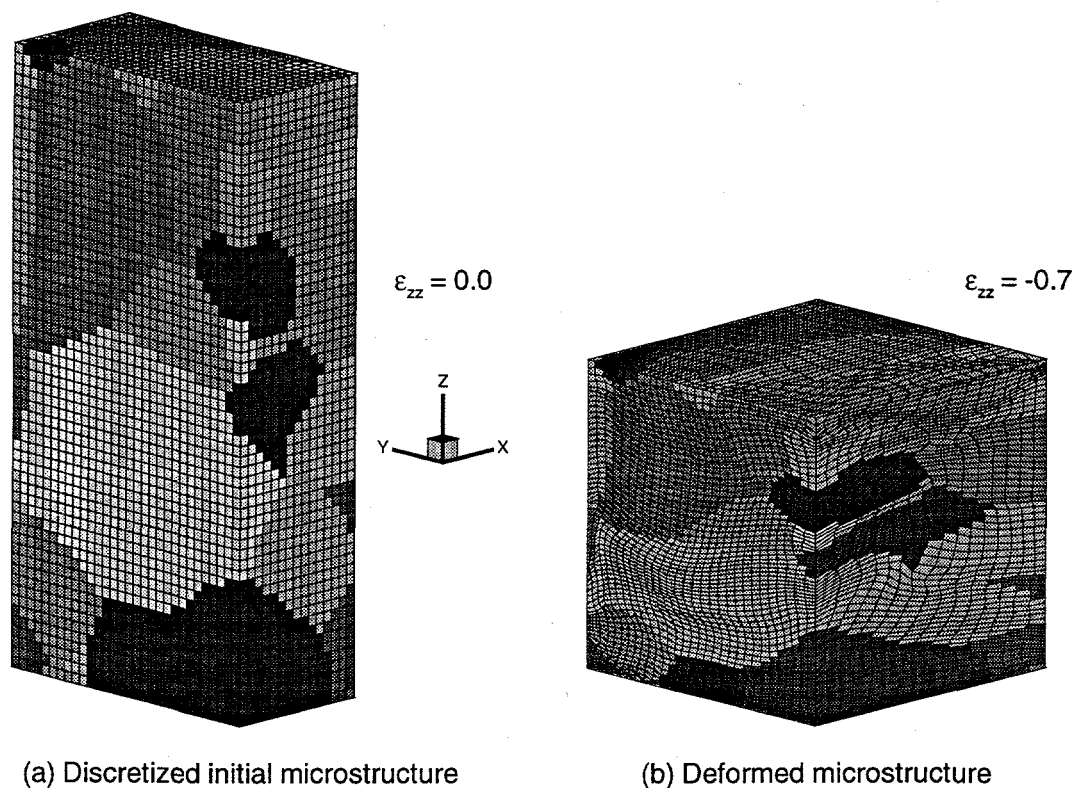 ε_zz = 0.0
ε_zz = -0.7
Z
Y
X
(a) Discretized initial microstructure
(b) Deformed microstructure